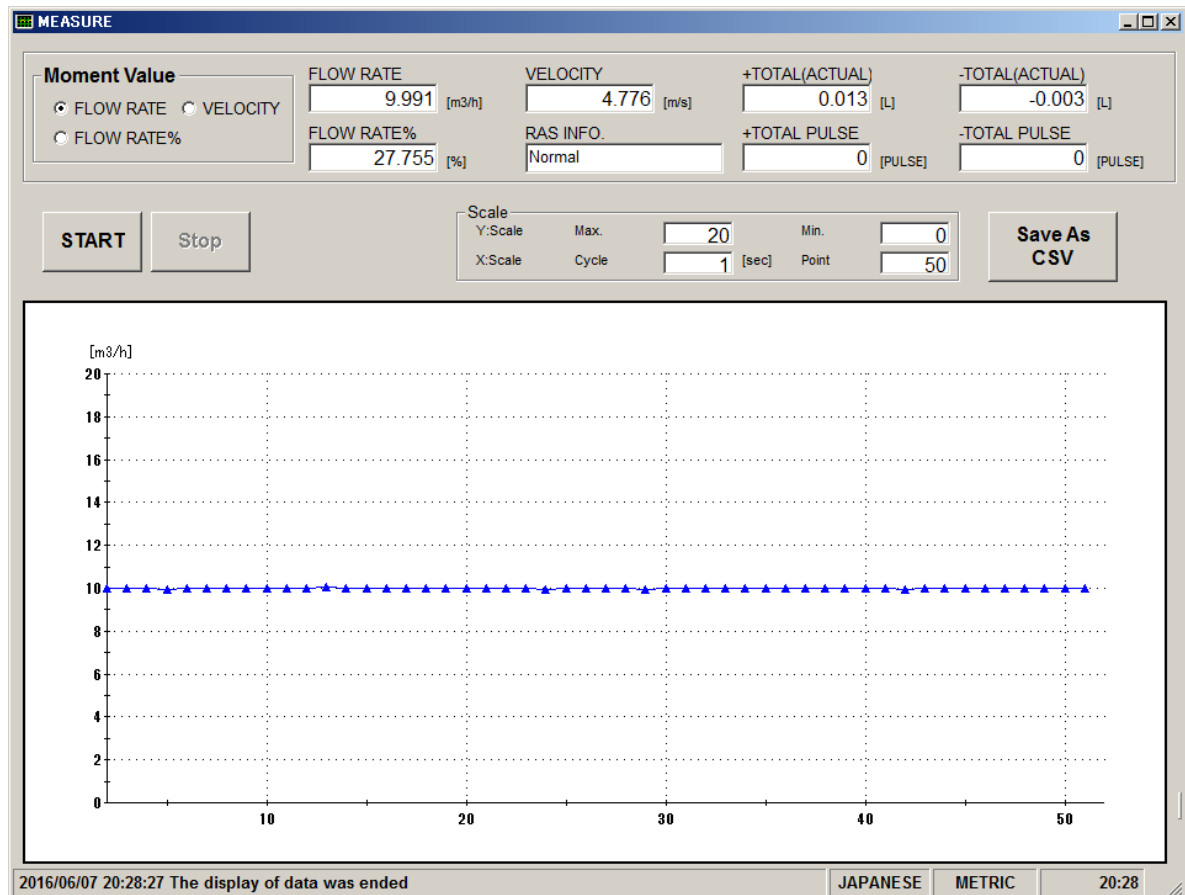 MEASURE
Moment Value
FLOW RATE VELOCITY
FLOW RATE%
FLOW RATE VELOCITY +TOTAL(ACTUAL) -TOTAL(ACTUAL)
9.991 [m3/h] 4.776 [m/s] 0.013 [L] -0.003 [L]
FLOW RATE% RAS INFO. +TOTAL PULSE -TOTAL PULSE
27.755 [%] Normal 0 [PULSE] 0 [PULSE]
START Stop
Scale
Y:Scale Max. 20 Min. 0
X:Scale Cycle 1 [sec] Point 50
Save As
CSV
[m3/h]
20
18
16
14
12
10
8
6
4
2
0
10 20 30 40 50
2016/06/07 20:28:27 The display of data was ended JAPANESE METRIC 20:28